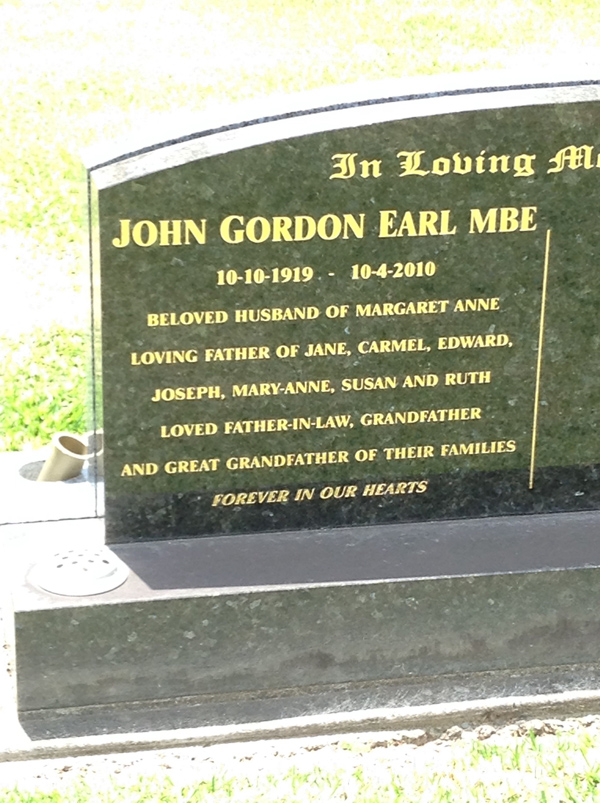 In Loving
JOHN GORDON EARL MBE
10-10-1919 - 10-4-2010
BELOVED HUSBAND OF MARGARET ANNE
LOVING FATHER OF JANE, CARMEL, EDWARD,
JOSEPH, MARY-ANNE, SUSAN AND RUTH
LOVED FATHER-IN-LAW, GRANDFATHER
AND GREAT GRANDFATHER OF THEIR FAMILIES
FOREVER IN OUR HEARTS